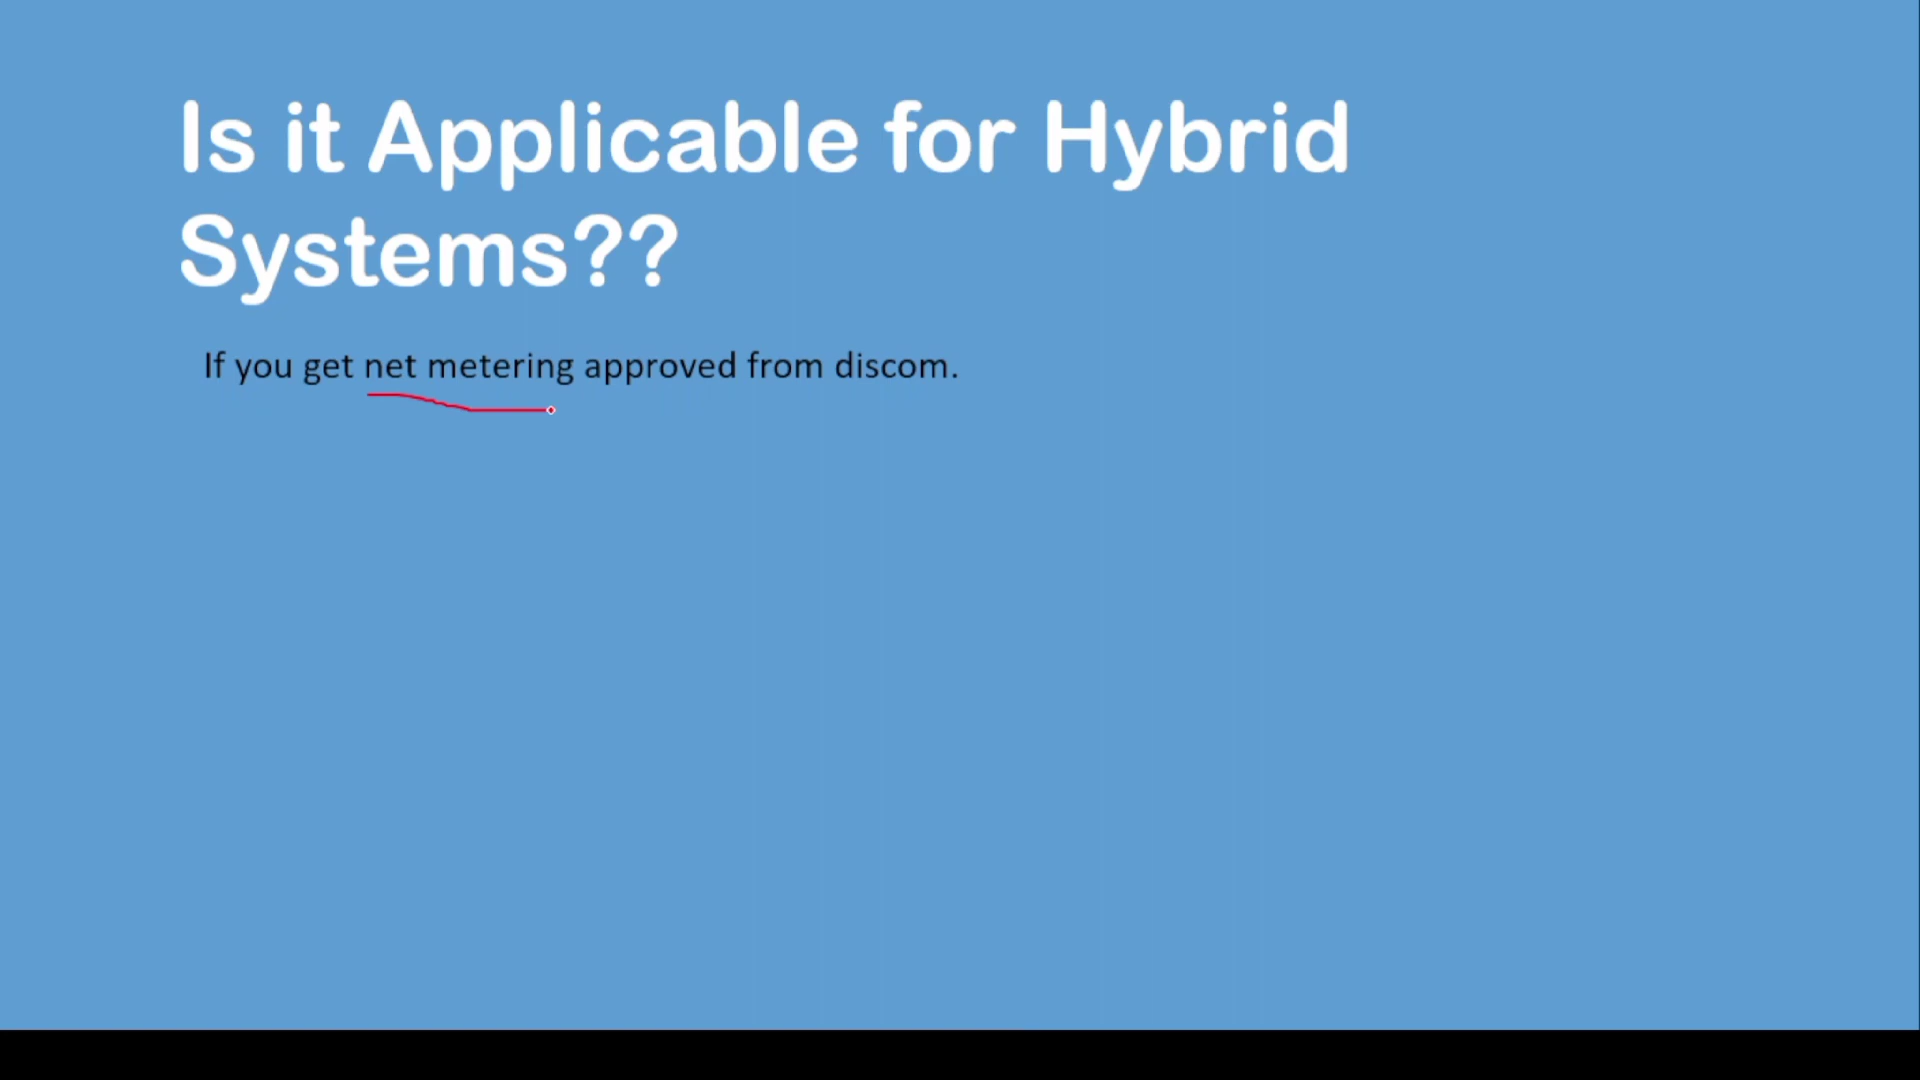 Is it Applicable for Hybrid
Systems??
If you get net metering approved from discom.